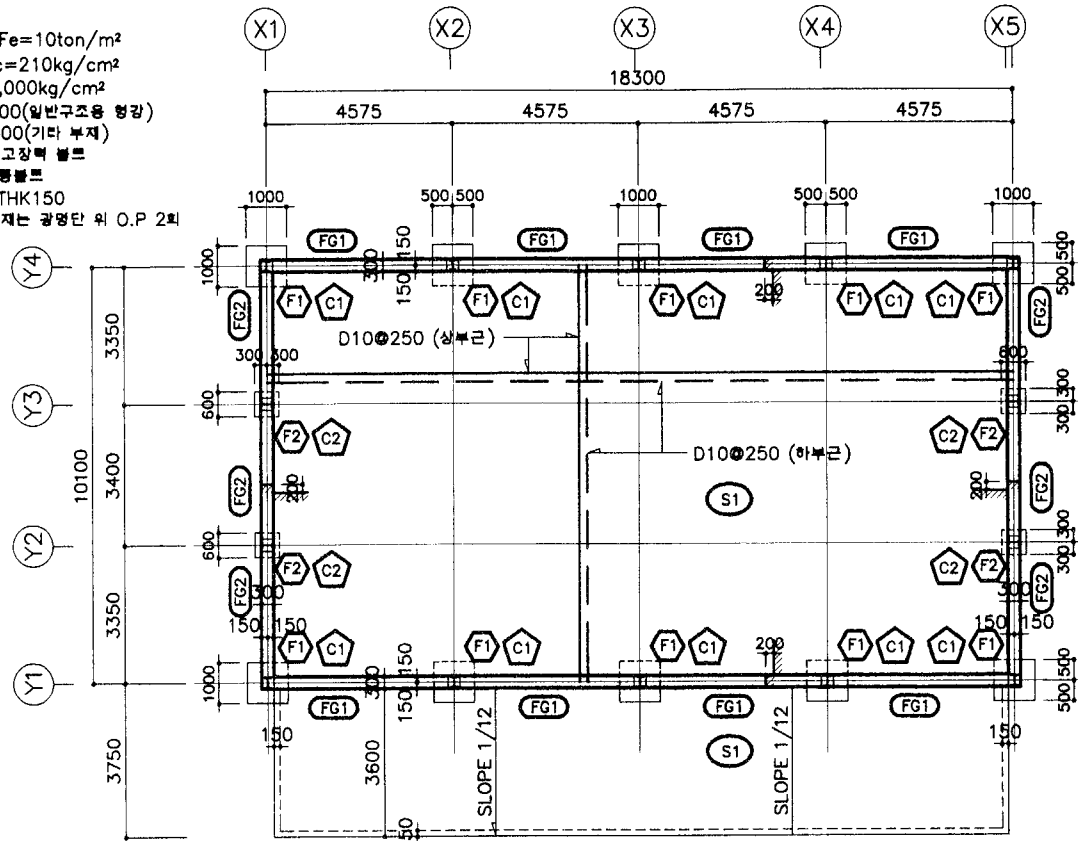 X1 X2 X3 X4 X5
Fe=10ton/m²
c=210kg/cm²
,000kg/cm²
00(일반구조용 형강)
00(기타 부재)
고장력 볼트
통볼트
THK150
재는 광명단 위 O.P 2회
18300
4575 4575 4575 4575
1000 500 500 1000 500 500 1000
FG1 FG1 FG1 FG1
Y4 1000 300 150 150 200 500 500
FG2 F1 C1 F1 C1 F1 C1 F1 C1 C1 F1 FG2
3350
D10@250 (상부근)
300 300 600
Y3 600 300
F2 C2 C2 F2
D10@250 (하부근)
10100 3400 FG2 200 S1 200 FG2
Y2 600 300 300
F2 C2 C2 F2
FG2 300 300 FG2
3350 150 150 150 150
F1 C1 F1 C1 F1 C1 F1 C1 C1 F1
Y1 1000 300 150 150 200 500 500
FG1 FG1 FG1 FG1
150 S1 150
3750 3600 SLOPE 1/12 SLOPE 1/12